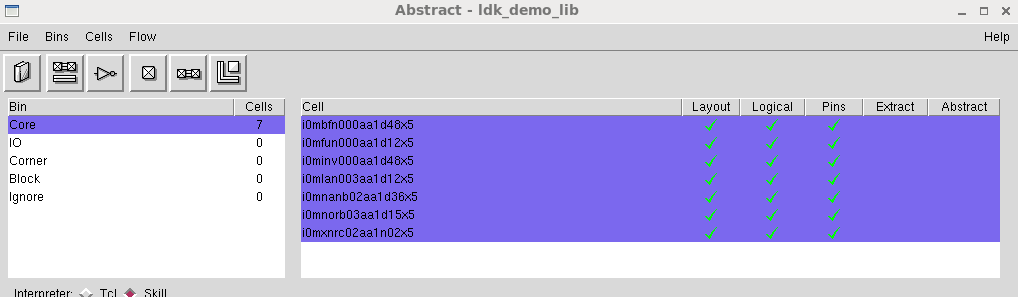 Abstract - ldk_demo_lib
File Bins Cells Flow Help
Bin Cells Cell Layout Logical Pins Extract Abstract
Core 7 i0mbfn000aa1d48x5
IO 0 i0mfun000aa1d12x5
Corner 0 i0minv000aa1d48x5
Block 0 i0mlan003aa1d12x5
Ignore 0 i0mnanb02aa1d36x5
i0mnorb03aa1d15x5
i0mxnrc02aa1n02x5
Interpreter: Tcl Skill